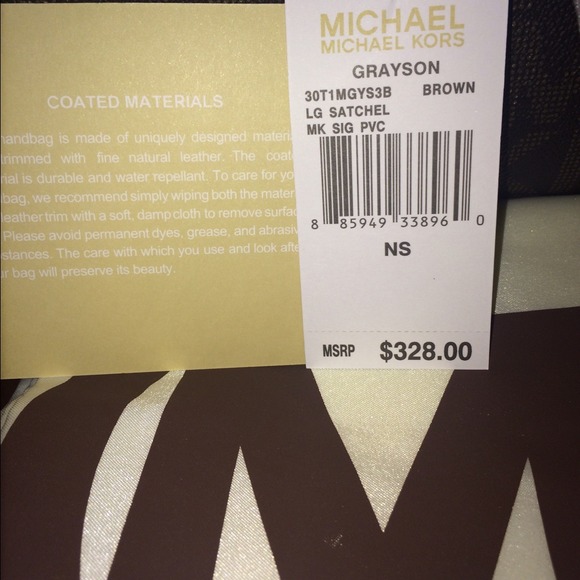 COATED MATERIALS
handbag is made of uniquely designed materi
trimmed with fine natural leather. The coat
ial is durable and water repellant. To care for yo
bag, we recommend simply wiping both the mater
leather trim with a soft, damp cloth to remove surfac
Please avoid permanent dyes, grease, and abrasiv
stances. The care with which you use and look afte
ur bag will preserve its beauty.
MICHAEL
MICHAEL KORS
GRAYSON
30T1MGYS3B BROWN
LG SATCHEL
MK SIG PVC
8 85949 33896 0
NS
MSRP $328.00